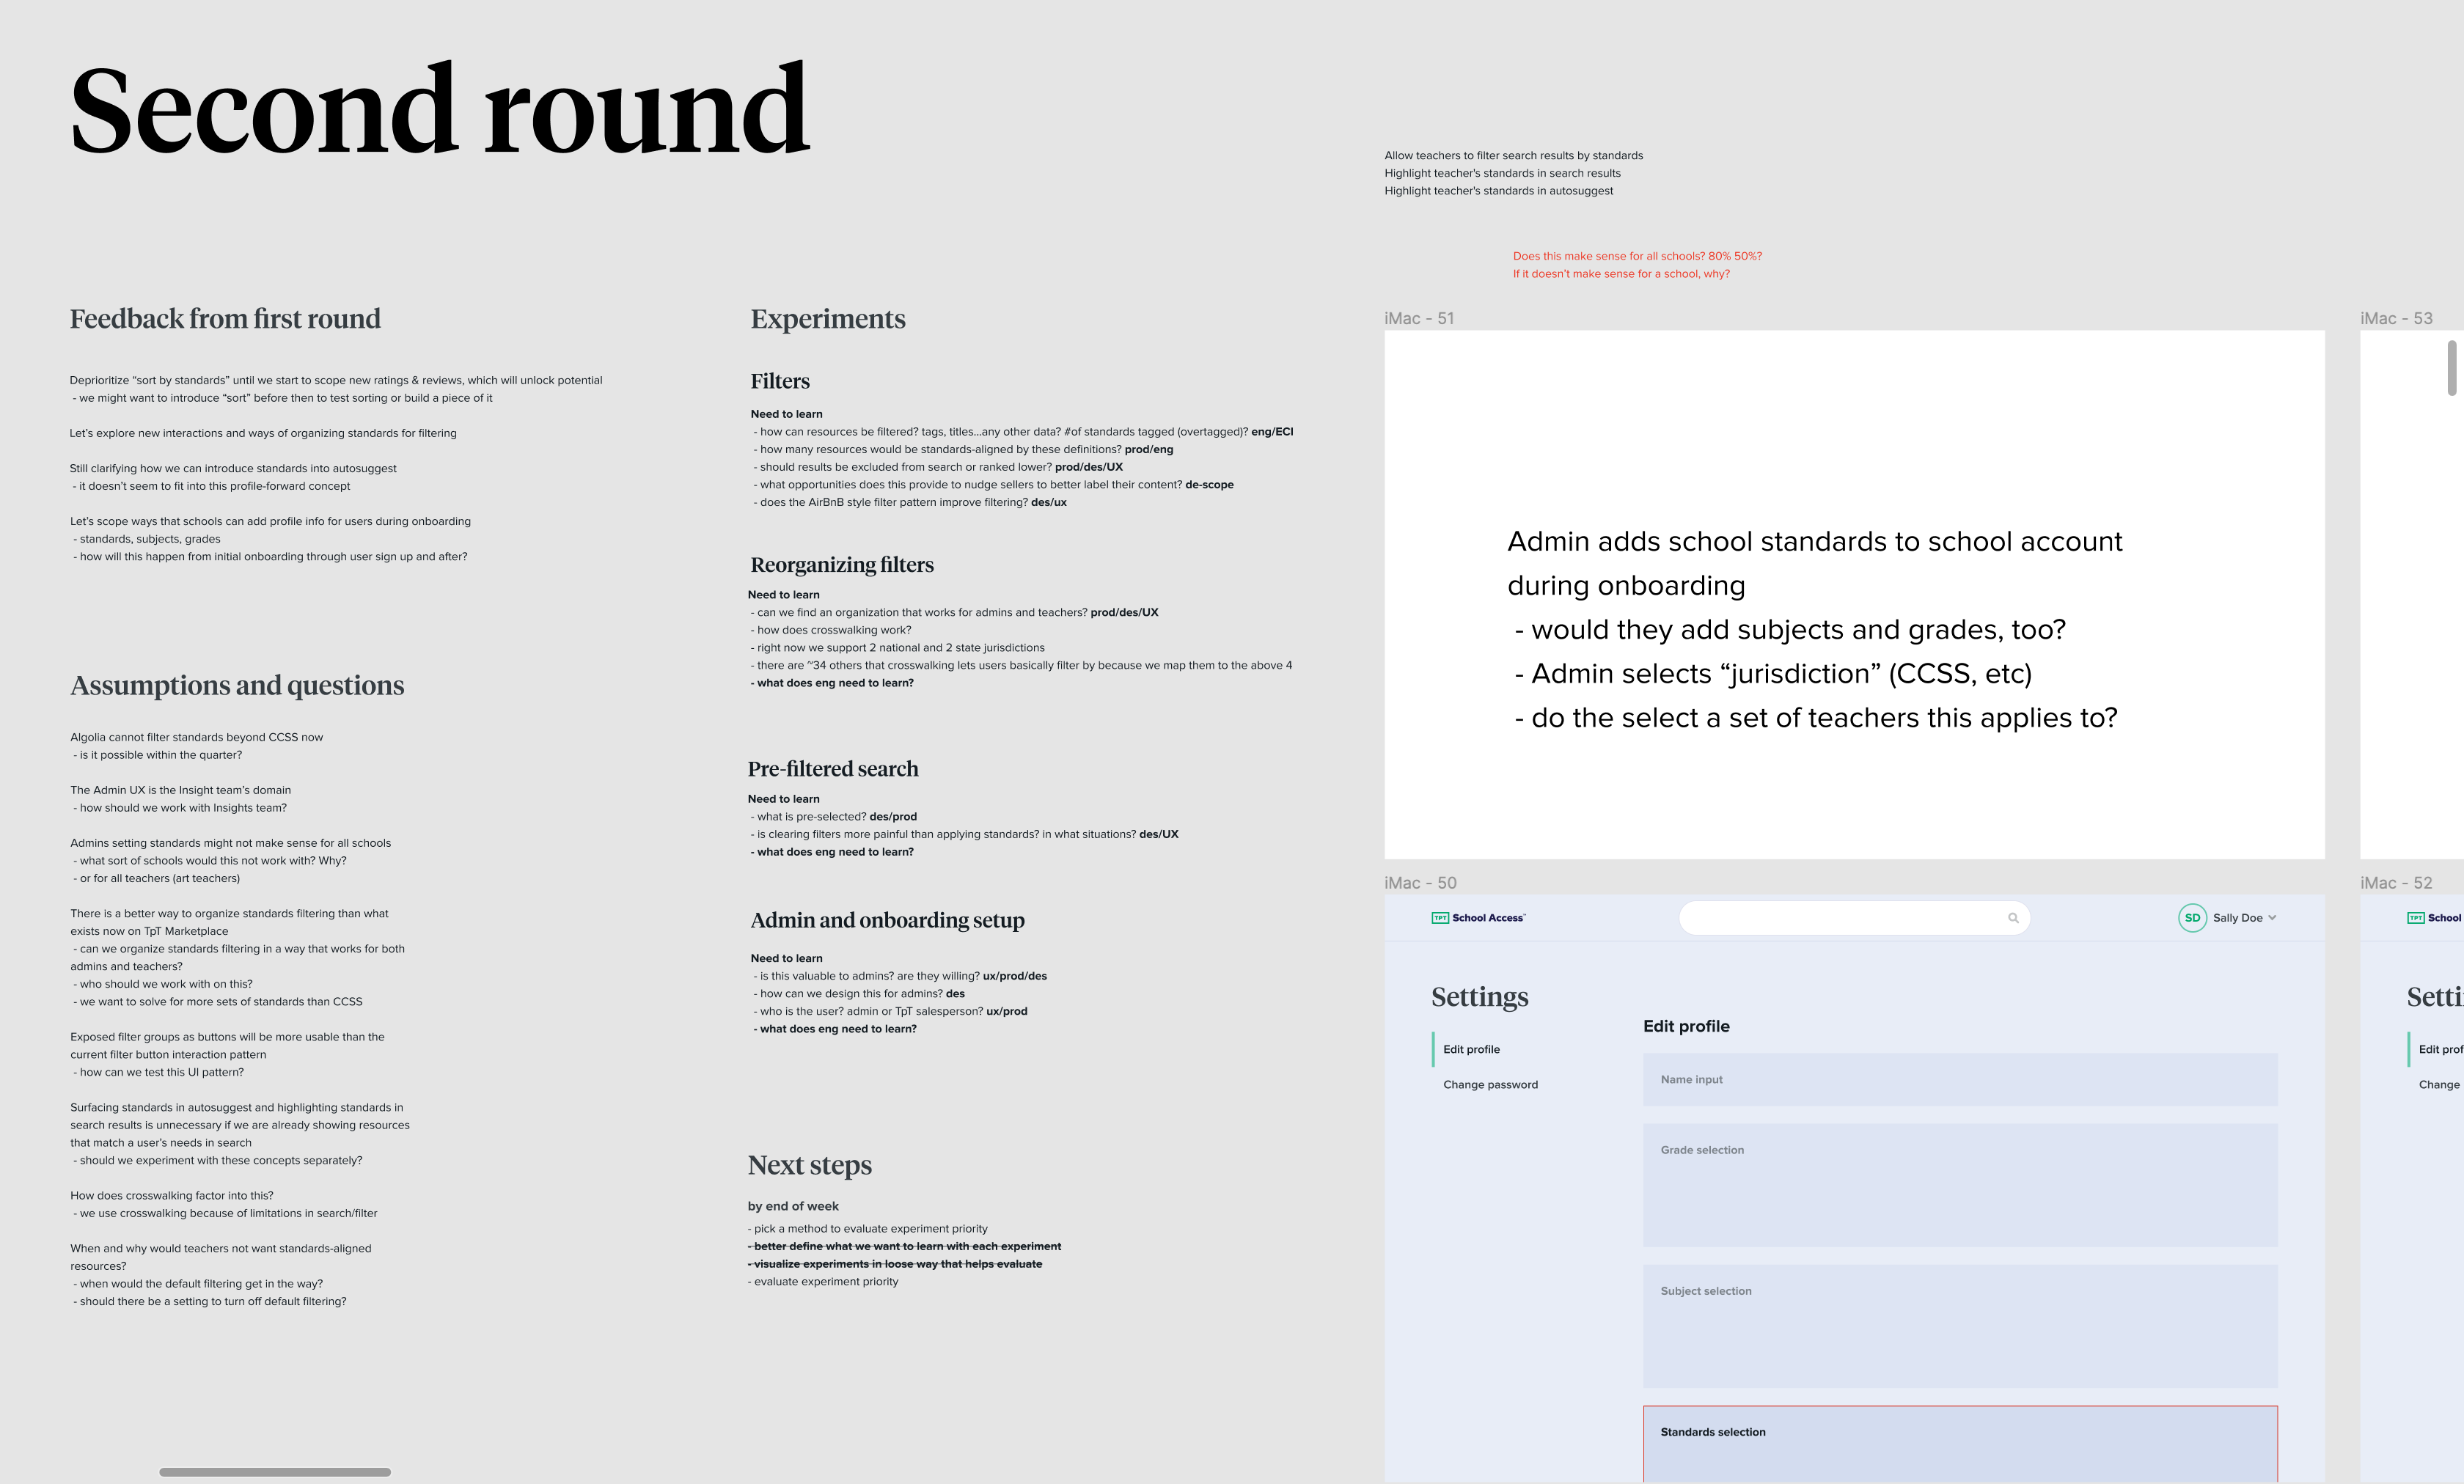 Second round
Feedback from first round
Deprioritize “sort by standards” until we start to scope new ratings & reviews, which will unlock potential
- we might want to introduce “sort” before then to test sorting or build a piece of it
Let’s explore new interactions and ways of organizing standards for filtering
Still clarifying how we can introduce standards into autosuggest
- it doesn’t seem to fit into this profile-forward concept
Let’s scope ways that schools can add profile info for users during onboarding
- standards, subjects, grades
- how will this happen from initial onboarding through user sign up and after?
Assumptions and questions
Algolia cannot filter standards beyond CCSS now
- is it possible within the quarter?
The Admin UX is the Insight team’s domain
- how should we work with Insights team?
Admins setting standards might not make sense for all schools
- what sort of schools would this not work with? Why?
- or for all teachers (art teachers)
There is a better way to organize standards filtering than what
exists now on TpT Marketplace
- can we organize standards filtering in a way that works for both
admins and teachers?
- who should we work with on this?
- we want to solve for more sets of standards than CCSS
Exposed filter groups as buttons will be more usable than the
current filter button interaction pattern
- how can we test this UI pattern?
Surfacing standards in autosuggest and highlighting standards in
search results is unnecessary if we are already showing resources
that match a user’s needs in search
- should we experiment with these concepts separately?
How does crosswalking factor into this?
- we use crosswalking because of limitations in search/filter
When and why would teachers not want standards-aligned
resources?
- when would the default filtering get in the way?
- should there be a setting to turn off default filtering?
Experiments
Filters
Need to learn
- how can resources be filtered? tags, titles...any other data? #of standards tagged (overtagged)? eng/ECI
- how many resources would be standards-aligned by these definitions? prod/eng
- should results be excluded from search or ranked lower? prod/des/UX
- what opportunities does this provide to nudge sellers to better label their content? de-scope
- does the AirBnB style filter pattern improve filtering? des/ux
Reorganizing filters
Need to learn
- can we find an organization that works for admins and teachers? prod/des/UX
- how does crosswalking work?
- right now we support 2 national and 2 state jurisdictions
- there are ~34 others that crosswalking lets users basically filter by because we map them to the above 4
- what does eng need to learn?
Pre-filtered search
Need to learn
- what is pre-selected? des/prod
- is clearing filters more painful than applying standards? in what situations? des/UX
- what does eng need to learn?
Admin and onboarding setup
Need to learn
- is this valuable to admins? are they willing? ux/prod/des
- how can we design this for admins? des
- who is the user? admin or TpT salesperson? ux/prod
- what does eng need to learn?
Next steps
by end of week
- pick a method to evaluate experiment priority
- better define what we want to learn with each experiment
- visualize experiments in loose way that helps evaluate
- evaluate experiment priority
Allow teachers to filter search results by standards
Highlight teacher's standards in search results
Highlight teacher's standards in autosuggest
Does this make sense for all schools? 80% 50%?
If it doesn’t make sense for a school, why?
iMac - 51
Admin adds school standards to school account
during onboarding
- would they add subjects and grades, too?
- Admin selects “jurisdiction” (CCSS, etc)
- do the select a set of teachers this applies to?
iMac - 53
iMac - 50
TPT School Access™
SD Sally Doe
Settings
Edit profile
Change password
Edit profile
Name input
Grade selection
Subject selection
Standards selection
iMac - 52
TPT School
Setti
Edit prof
Change